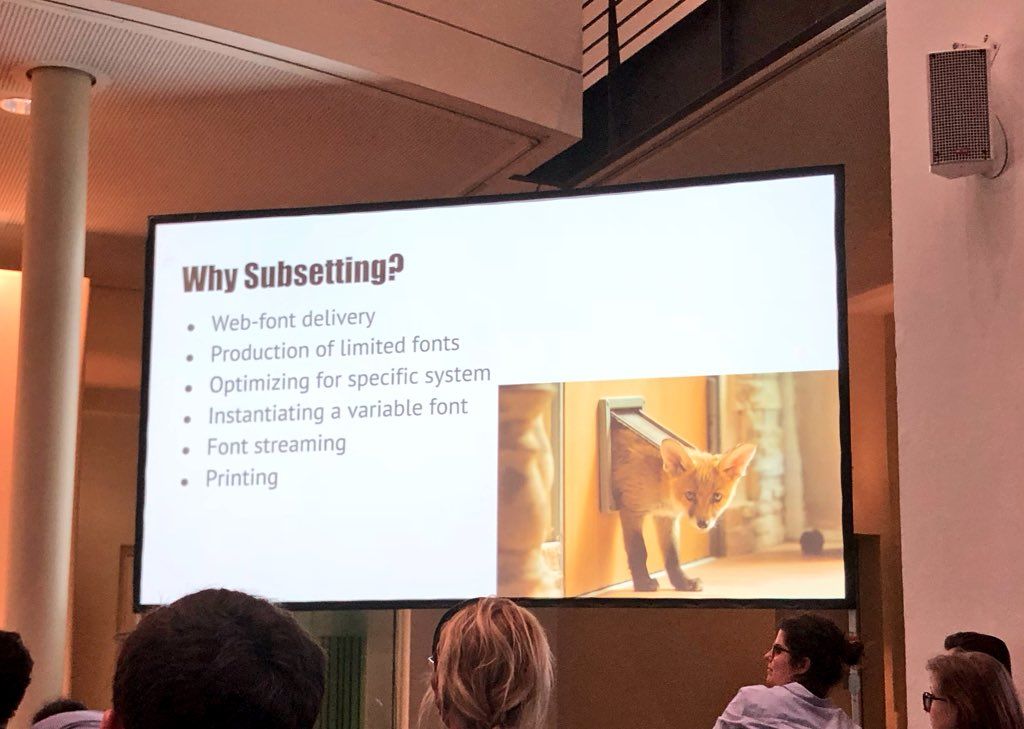 Why Subsetting?
• Web-font delivery
• Production of limited fonts
• Optimizing for specific system
• Instantiating a variable font
• Font streaming
• Printing